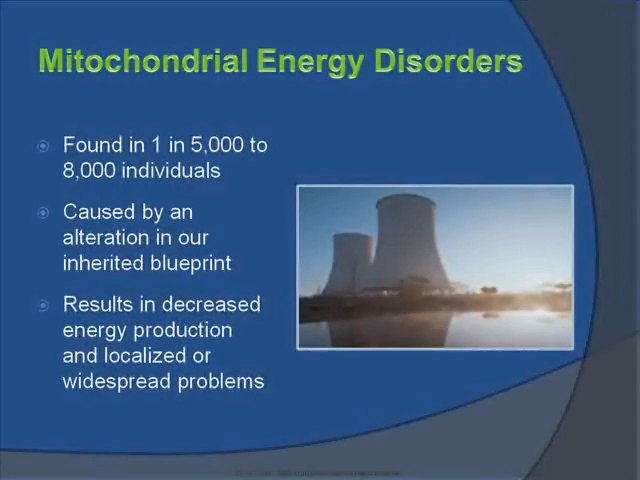 Mitochondrial Energy Disorders
Found in 1 in 5,000 to
8,000 individuals
Caused by an
alteration in our
inherited blueprint
Results in decreased
energy production
and localized or
widespread problems